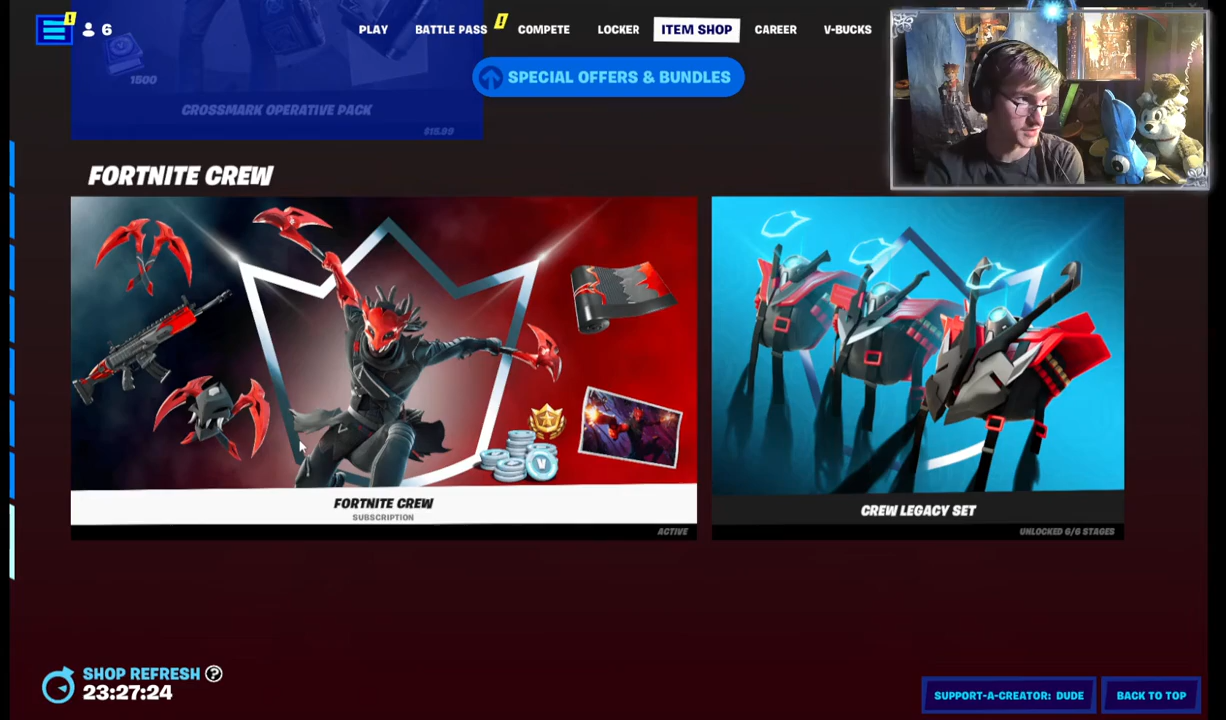 6
PLAY
BATTLE PASS
COMPETE
LOCKER
ITEM SHOP
CAREER
V-BUCKS
SPECIAL OFFERS & BUNDLES
1500
CROSSMARK OPERATIVE PACK
$15.99
FORTNITE CREW
FORTNITE CREW
SUBSCRIPTION
ACTIVE
CREW LEGACY SET
UNLOCKED 6/6 STAGES
SHOP REFRESH ?
23:27:24
SUPPORT-A-CREATOR: DUDE
BACK TO TOP